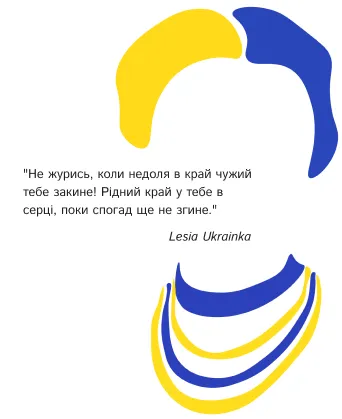 "Не журись, коли недоля в край чужий
тебе закине! Рідний край у тебе в
серці, поки спогад ще не згине."
Lesia Ukrainka